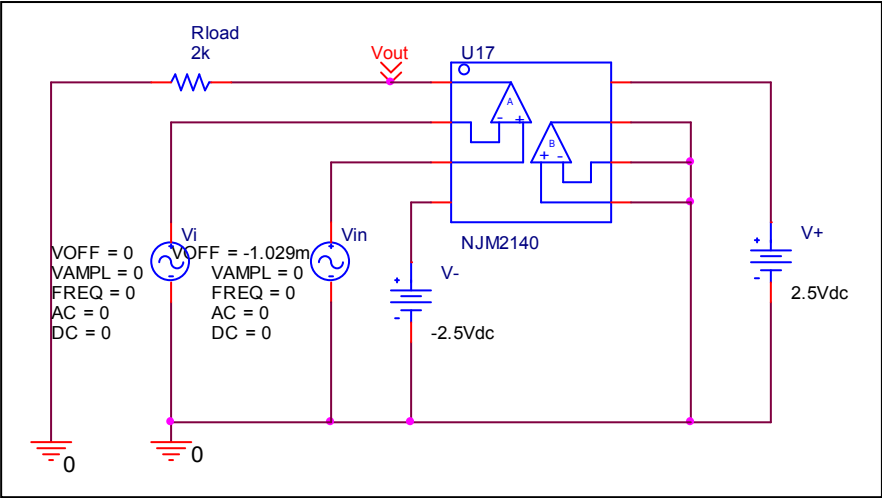 Rload
2k
Vout
U17
A
- +
B
+ -
NJM2140
Vi
VOFF = 0
VAMPL = 0
FREQ = 0
AC = 0
DC = 0
Vin
VOFF = -1.029m
VAMPL = 0
FREQ = 0
AC = 0
DC = 0
+
-
+
-
V-
+
-
-2.5Vdc
V+
+
-
2.5Vdc
0
0